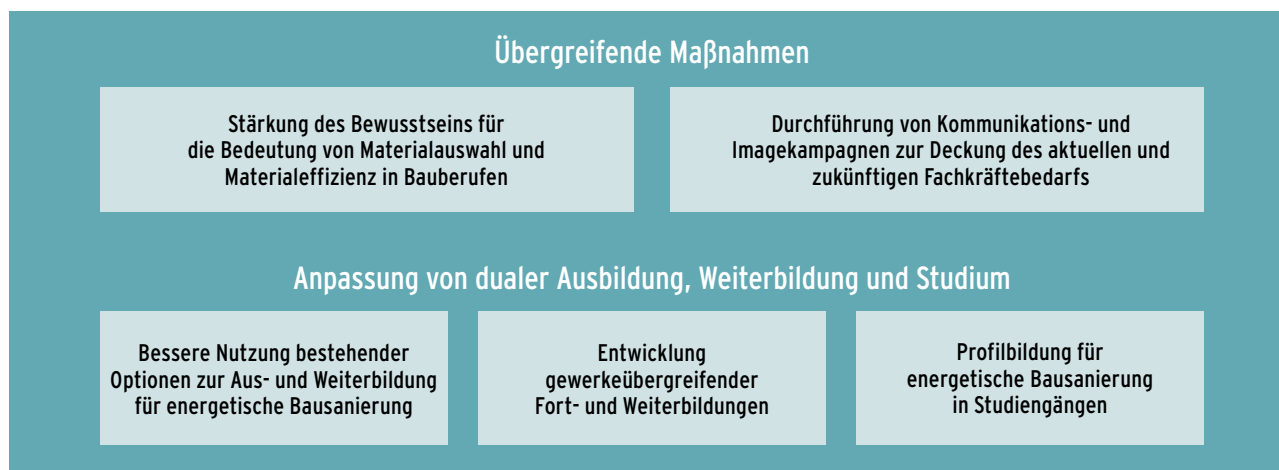 Übergreifende Maßnahmen
Stärkung des Bewusstseins für
die Bedeutung von Materialauswahl und
Materialeffizienz in Bauberufen
Durchführung von Kommunikations- und
Imagekampagnen zur Deckung des aktuellen und
zukünftigen Fachkräftebedarfs
Anpassung von dualer Ausbildung, Weiterbildung und Studium
Bessere Nutzung bestehender
Optionen zur Aus- und Weiterbildung
für energetische Bausanierung
Entwicklung
gewerkeübergreifender
Fort- und Weiterbildungen
Profilbildung für
energetische Bausanierung
in Studiengängen